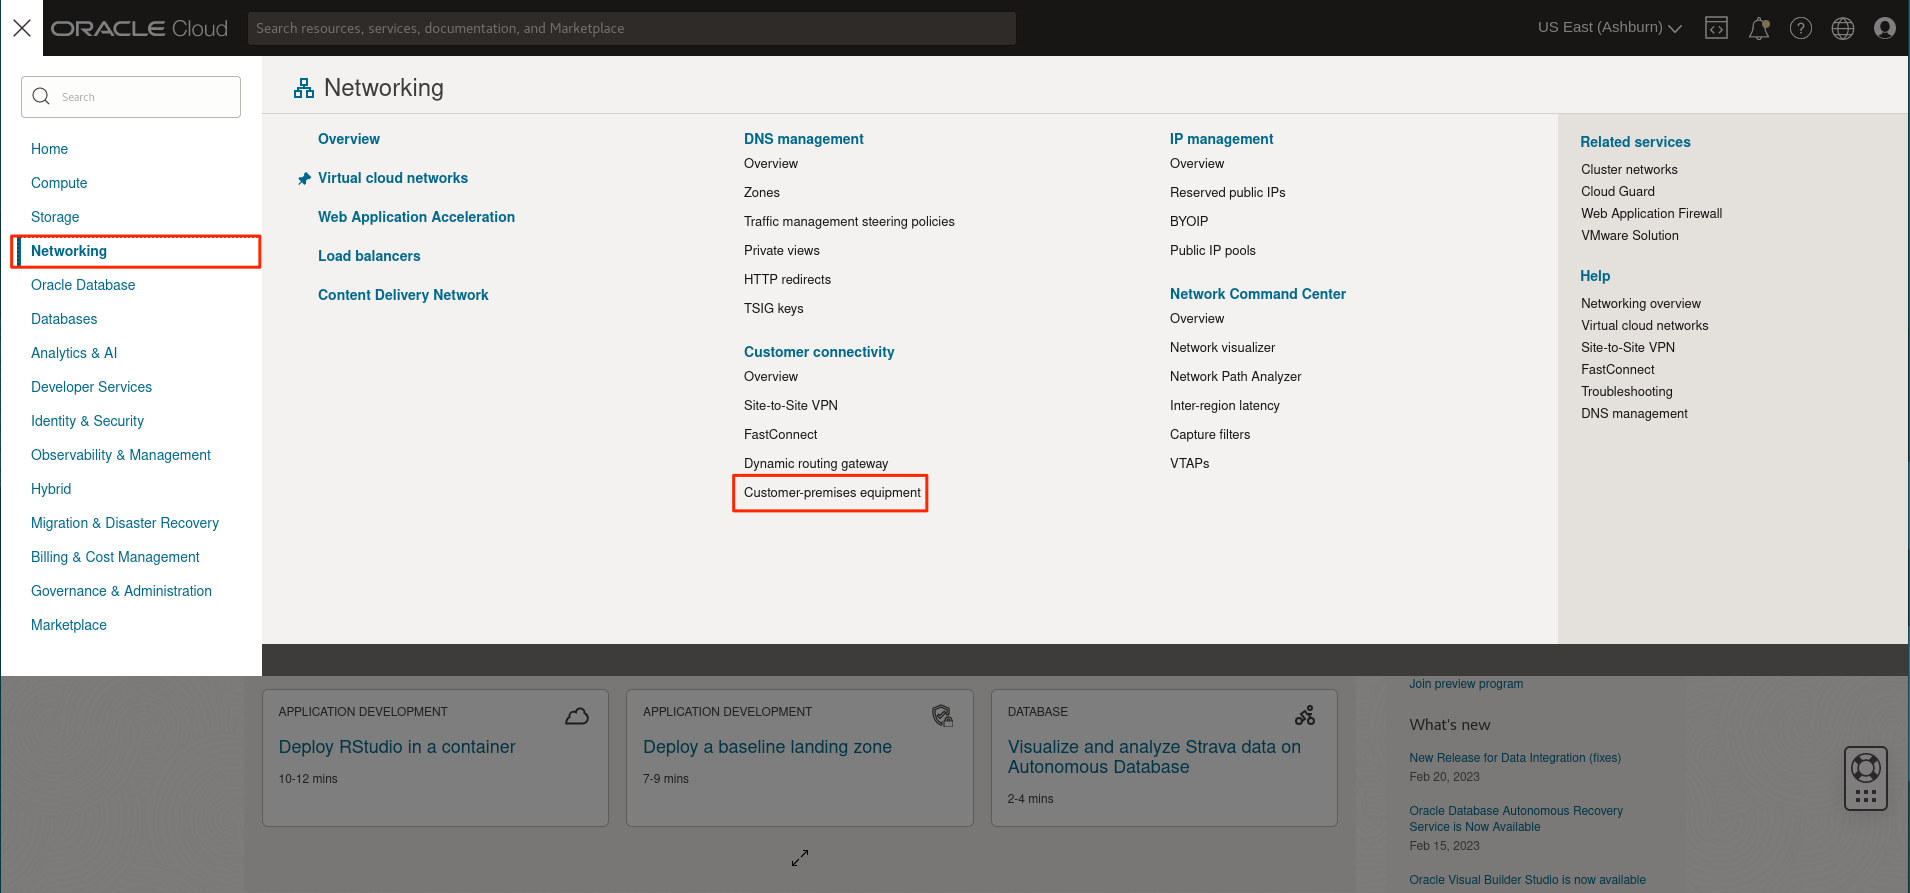 ORACLE Cloud
Search resources, services, documentation, and Marketplace
US East (Ashburn)
Search
Home
Compute
Storage
Networking
Oracle Database
Databases
Analytics & AI
Developer Services
Identity & Security
Observability & Management
Hybrid
Migration & Disaster Recovery
Billing & Cost Management
Governance & Administration
Marketplace
Networking
Overview
Virtual cloud networks
Web Application Acceleration
Load balancers
Content Delivery Network
DNS management
Overview
Zones
Traffic management steering policies
Private views
HTTP redirects
TSIG keys
Customer connectivity
Overview
Site-to-Site VPN
FastConnect
Dynamic routing gateway
Customer-premises equipment
IP management
Overview
Reserved public IPs
BYOIP
Public IP pools
Network Command Center
Overview
Network visualizer
Network Path Analyzer
Inter-region latency
Capture filters
VTAPs
Related services
Cluster networks
Cloud Guard
Web Application Firewall
VMware Solution
Help
Networking overview
Virtual cloud networks
Site-to-Site VPN
FastConnect
Troubleshooting
DNS management
APPLICATION DEVELOPMENT
Deploy RStudio in a container
10-12 mins
APPLICATION DEVELOPMENT
Deploy a baseline landing zone
7-9 mins
DATABASE
Visualize and analyze Strava data on
Autonomous Database
2-4 mins
Join preview program
What's new
New Release for Data Integration (fixes)
Feb 20, 2023
Oracle Database Autonomous Recovery
Service is Now Available
Feb 15, 2023
Oracle Visual Builder Studio is now available